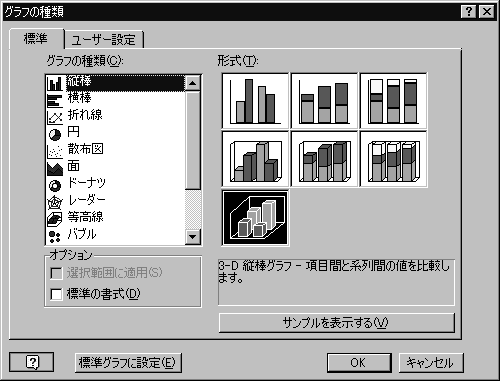 グラフの種類
標準
ユーザー設定
グラフの種類(C):
縦棒
横棒
折れ線
円
散布図
面
ドーナツ
レーダー
等高線
バブル
オプション
選択範囲に適用(S)
標準の書式(D)
形式(T):
3-D 縦棒グラフ - 項目間と系列間の値を比較し
ます。
サンプルを表示する(V)
標準グラフに設定(E)
OK
キャンセル